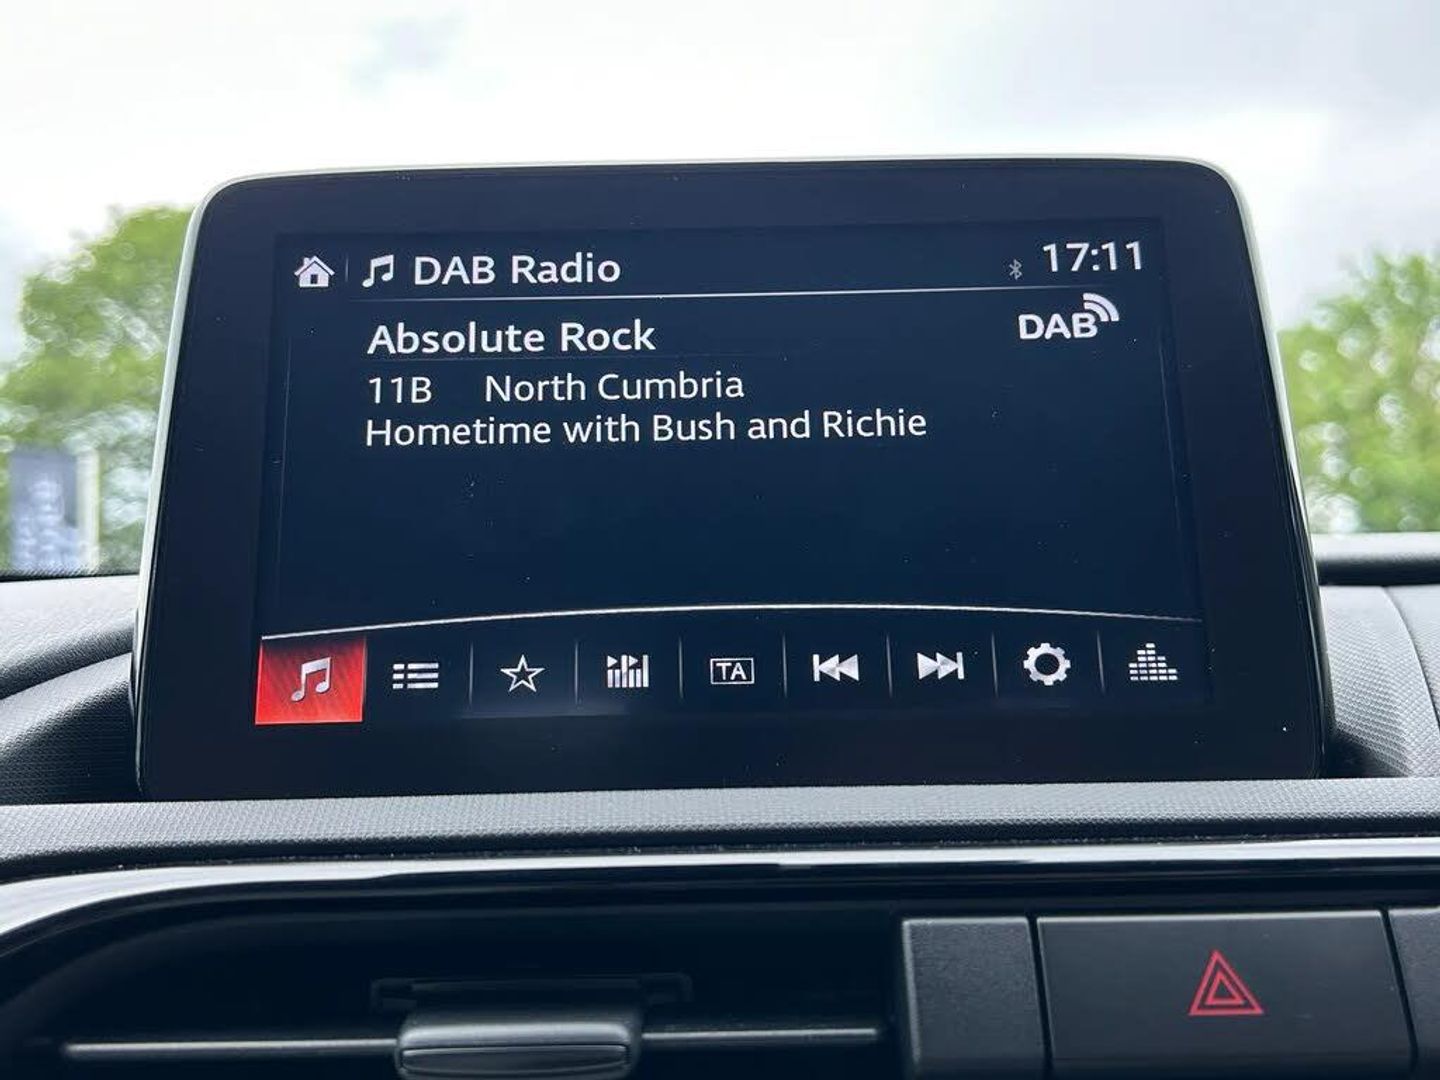 DAB Radio
17:11
Absolute Rock
DAB
11B North Cumbria
Hometime with Bush and Richie
TA